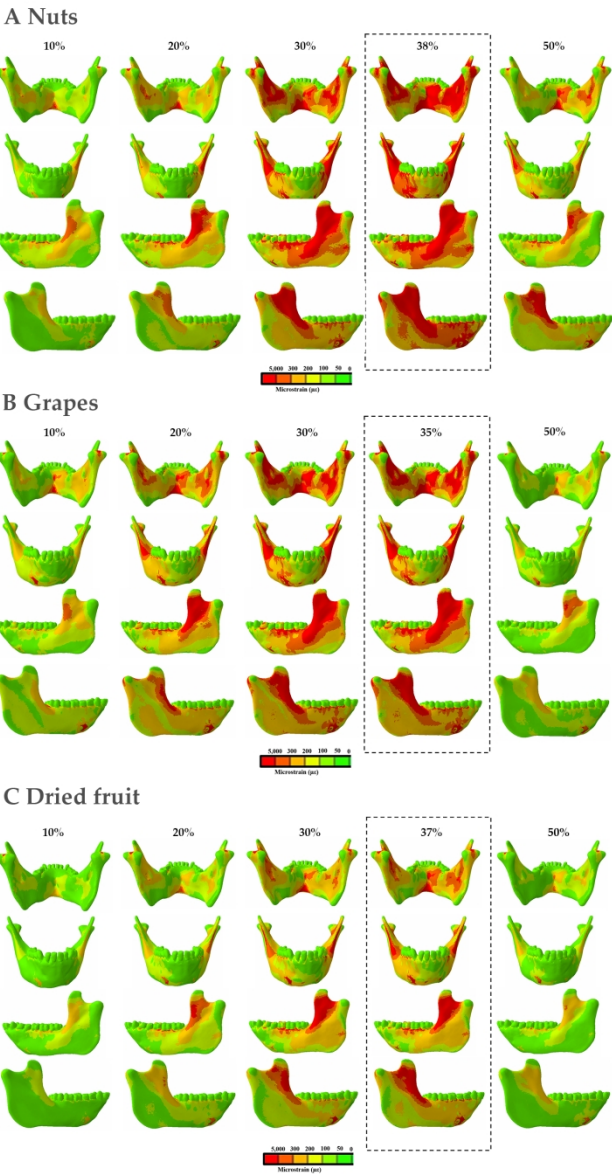 A Nuts
10% 20% 30% 38% 50%
5,000 300 200 100 50 0
Microstrain (με)
B Grapes
10% 20% 30% 35% 50%
5,000 300 200 100 50 0
Microstrain (με)
C Dried fruit
10% 20% 30% 37% 50%
5,000 300 200 100 50 0
Microstrain (με)